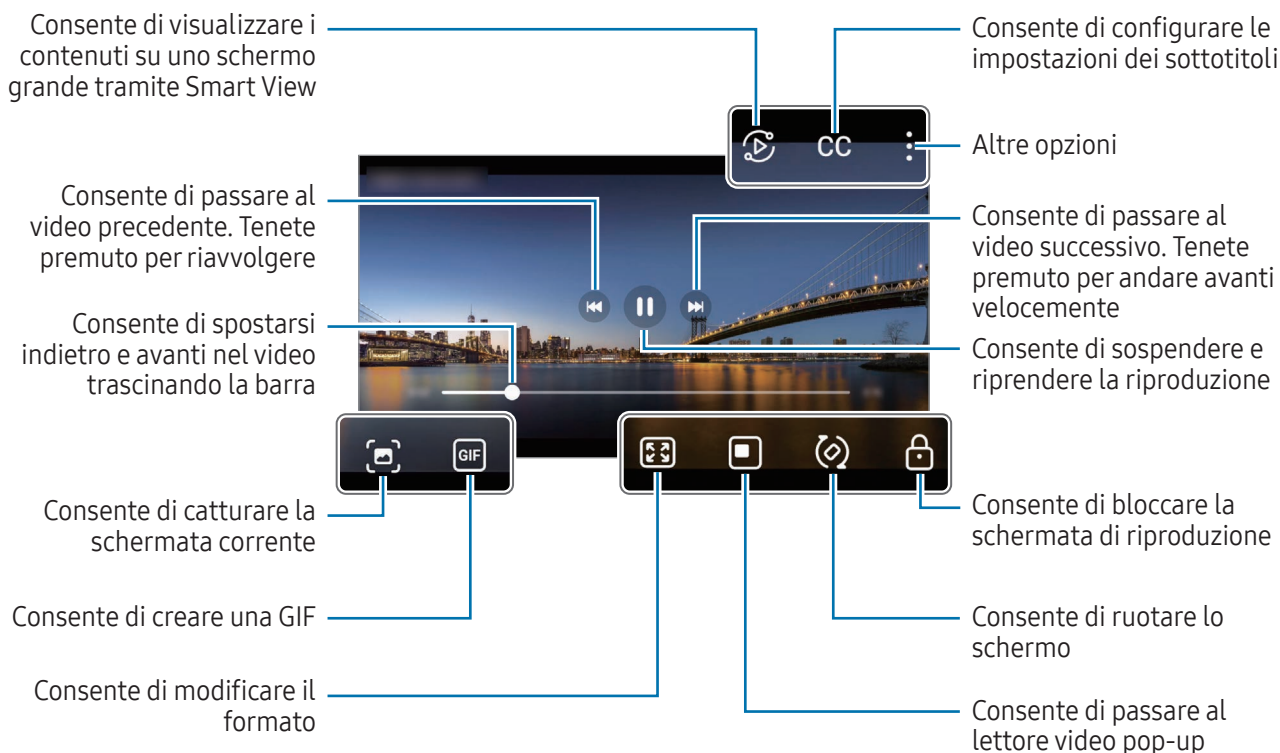 Consente di visualizzare i
contenuti su uno schermo
grande tramite Smart View
Consente di configurare le
impostazioni dei sottotitoli
CC
Altre opzioni
Consente di passare al
video precedente. Tenete
premuto per riavvolgere
Consente di passare al
video successivo. Tenete
premuto per andare avanti
velocemente
Consente di spostarsi
indietro e avanti nel video
trascinando la barra
Consente di sospendere e
riprendere la riproduzione
GIF
Consente di catturare la
schermata corrente
Consente di bloccare la
schermata di riproduzione
Consente di creare una GIF
Consente di ruotare lo
schermo
Consente di modificare il
formato
Consente di passare al
lettore video pop-up